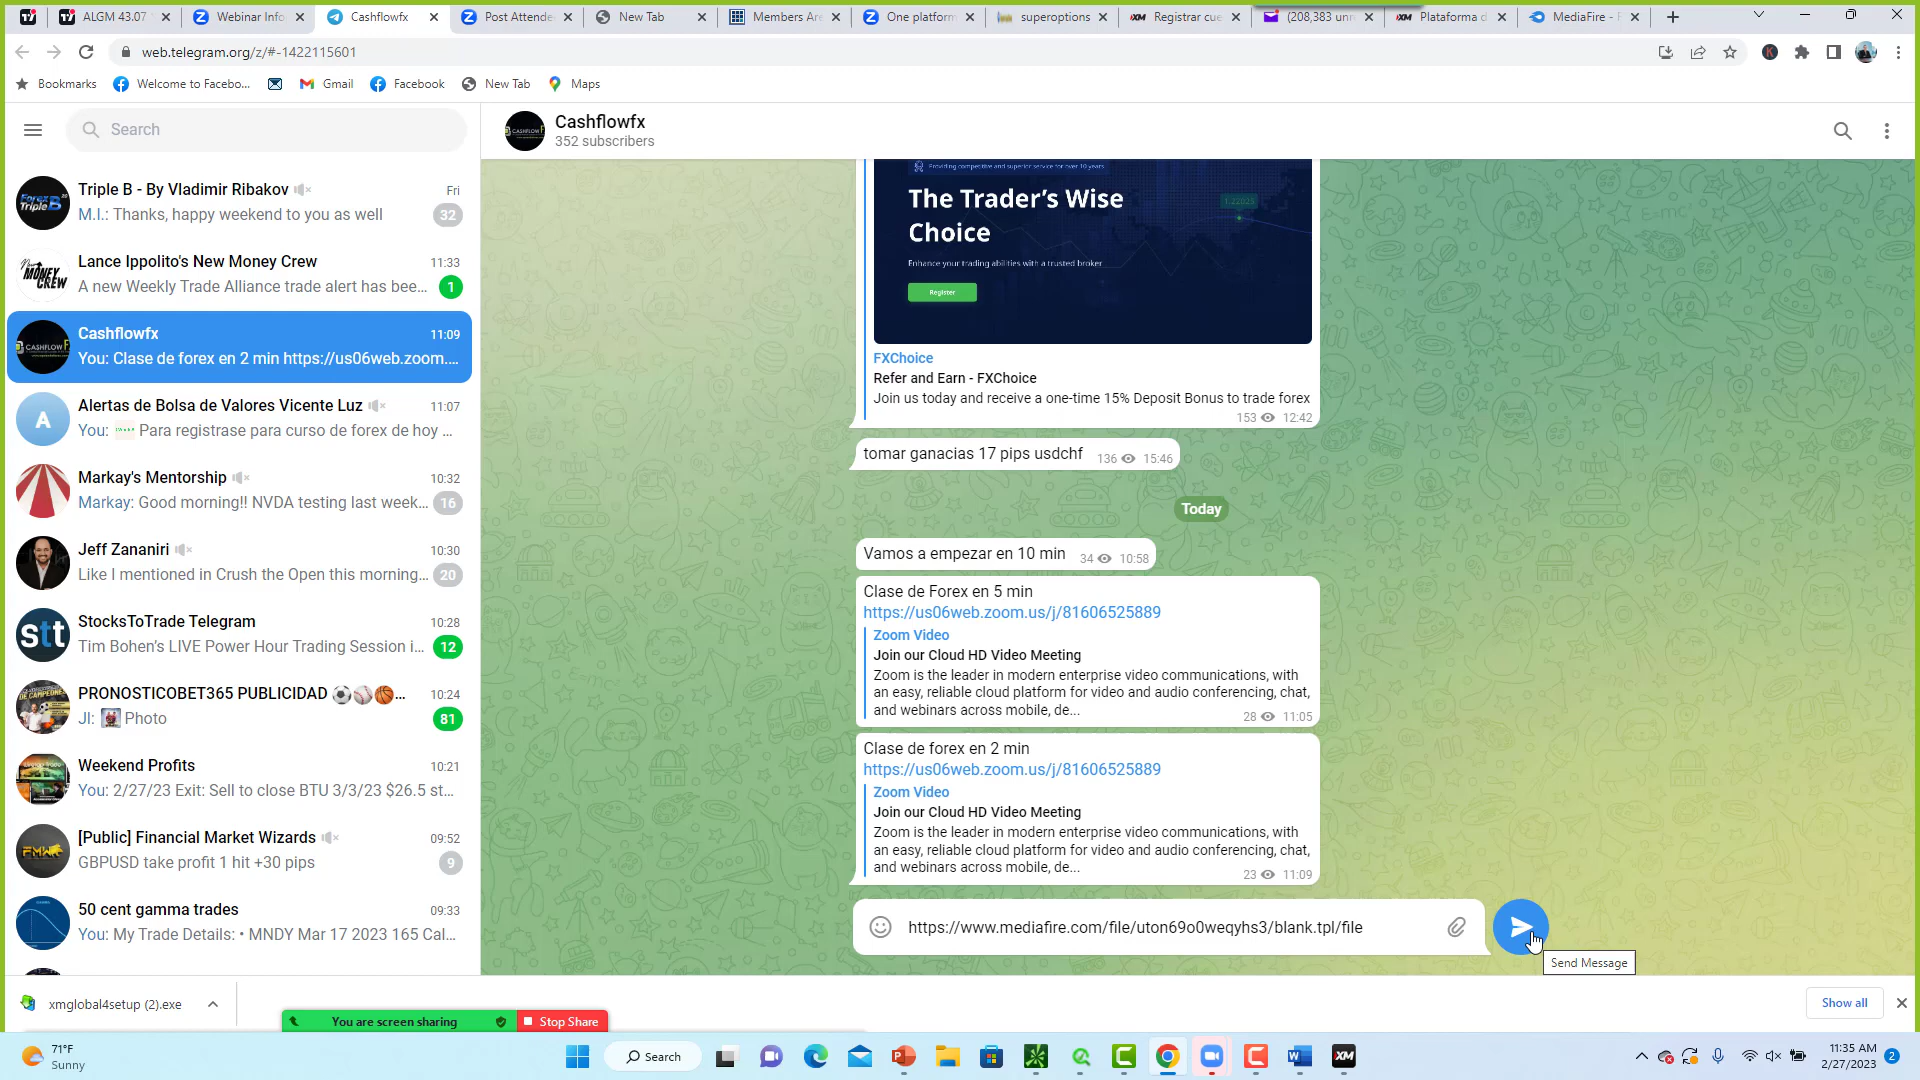 ALGM 43.07
Webinar Info
Cashflowfx
Post Attende
New Tab
Members Are
One platform
superoptions
Registrar cue
(208,383 unr
Plataforma d
MediaFire - F
web.telegram.org/z/#-1422115601
Bookmarks
Welcome to Facebo...
Gmail
Facebook
New Tab
Maps
Search
Triple B - By Vladimir Ribakov
Fri
M.I.: Thanks, happy weekend to you as well
32
Lance Ippolito's New Money Crew
11:33
A new Weekly Trade Alliance trade alert has bee...
1
Cashflowfx
11:09
You: Clase de forex en 2 min https://us06web.zoom....
Alertas de Bolsa de Valores Vicente Luz
11:07
A
You: Para registrase para curso de forex de hoy ...
Markay's Mentorship
10:32
Markay: Good morning!! NVDA testing last week...
16
Jeff Zananiri
10:30
Like I mentioned in Crush the Open this morning...
20
StocksToTrade Telegram
10:28
stt
Tim Bohen's LIVE Power Hour Trading Session i...
12
PRONOSTICOBET365 PUBLICIDAD ⚽⚾🏀...
10:24
JI: Photo
81
Weekend Profits
10:21
You: 2/27/23 Exit: Sell to close BTU 3/3/23 $26.5 st...
[Public] Financial Market Wizards
09:52
GBPUSD take profit 1 hit +30 pips
9
50 cent gamma trades
09:33
You: My Trade Details: • MNDY Mar 17 2023 165 Cal...
Cashflowfx
352 subscribers
Providing competitive and superior service for over 10 years
The Trader's Wise
Choice
1.22025
Enhance your trading abilities with a trusted broker
Register
FXChoice
Refer and Earn - FXChoice
Join us today and receive a one-time 15% Deposit Bonus to trade forex
153 12:42
tomar ganacias 17 pips usdchf
136 15:46
Today
Vamos a empezar en 10 min
34 10:58
Clase de Forex en 5 min
https://us06web.zoom.us/j/81606525889
Zoom Video
Join our Cloud HD Video Meeting
Zoom is the leader in modern enterprise video communications, with
an easy, reliable cloud platform for video and audio conferencing, chat,
and webinars across mobile, de...
28 11:05
Clase de forex en 2 min
https://us06web.zoom.us/j/81606525889
Zoom Video
Join our Cloud HD Video Meeting
Zoom is the leader in modern enterprise video communications, with
an easy, reliable cloud platform for video and audio conferencing, chat,
and webinars across mobile, de...
23 11:09
https://www.mediafire.com/file/uton69o0weqyhs3/blank.tpl/file
Send Message
xmglobal4setup (2).exe
Show all
You are screen sharing
Stop Share
71°F
Sunny
Search
11:35 AM
2/27/2023
2